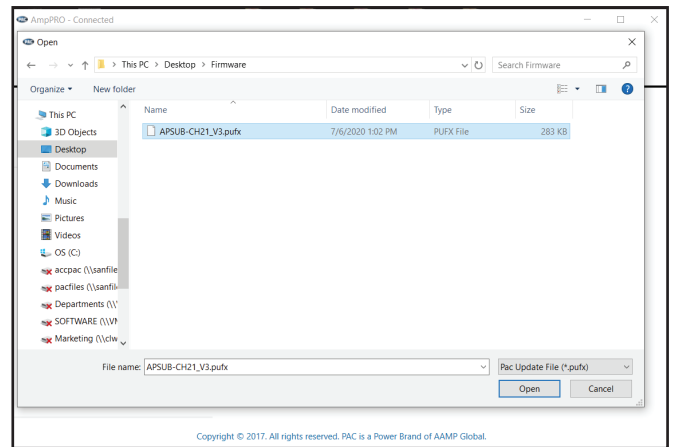 AmpPRO - Connected
Open
This PC > Desktop > Firmware
Search Firmware
Organize
New folder
Name Date modified Type Size
APSUB-CH21_V3.pufx 7/6/2020 1:02 PM PUFX File 283 KB
This PC
3D Objects
Desktop
Documents
Downloads
Music
Pictures
Videos
OS (C:)
accpac (\\sanfile
pacfiles (\\sanfile
Departments (\\
SOFTWARE (\\VM
Marketing (\\clw
File name: APSUB-CH21_V3.pufx
Pac Update File (*.pufx)
Open Cancel
Copyright © 2017. All rights reserved. PAC is a Power Brand of AAMP Global.